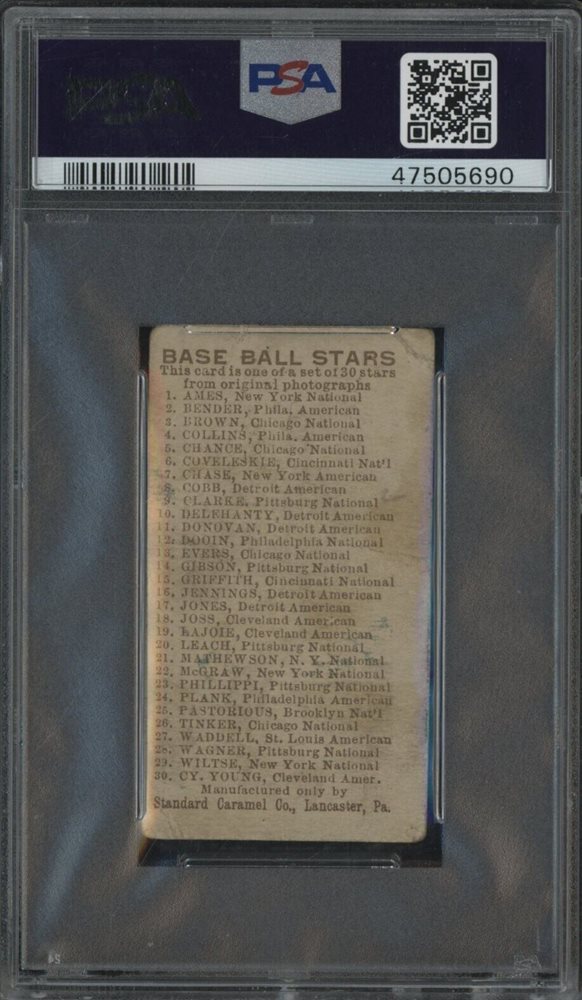 PSA
47505690
BASE BALL STARS
This card is one of a set of 30 stars
from original photographs
1. AMES, New York National
2. BENDER, Phila. American
3. BROWN, Chicago National
4. COLLINS, Phila. American
5. CHANCE, Chicago National
6. COVELESKIE, Cincinnati Nat'l
7. CHASE, New York American
8. COBB, Detroit American
9. CLARKE, Pittsburg National
10. DELEHANTY, Detroit American
11. DONOVAN, Detroit American
12. DOOIN, Philadelphia National
13. EVERS, Chicago National
14. GIBSON, Pittsburg National
15. GRIFFITH, Cincinnati National
16. JENNINGS, Detroit American
17. JONES, Detroit American
18. JOSS, Cleveland American
19. LAJOIE, Cleveland American
20. LEACH, Pittsburg National
21. MATHEWSON, N. Y. National
22. McGRAW, New York National
23. PHILLIPPI, Pittsburg National
24. PLANK, Philadelphia American
25. PASTORIOUS, Brooklyn Nat'l
26. TINKER, Chicago National
27. WADDELL, St. Louis American
28. WAGNER, Pittsburg National
29. WILTSE, New York National
30. CY. YOUNG, Cleveland Amer.
Manufactured only by
Standard Caramel Co., Lancaster, Pa.